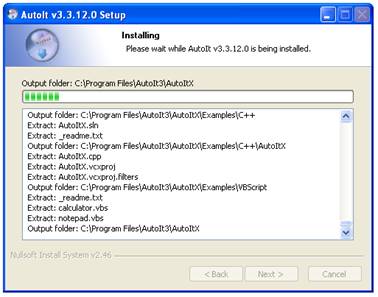 AutoIt v3.3.12.0 Setup
Installing
Please wait while AutoIt v3.3.12.0 is being installed.
Output folder: C:\Program Files\AutoIt3\AutoItX
Output folder: C:\Program Files\AutoIt3\AutoItX\Examples\C++
Extract: AutoItX.sln
Extract: _readme.txt
Output folder: C:\Program Files\AutoIt3\AutoItX\Examples\C++\AutoItX
Extract: AutoItX.cpp
Extract: AutoItX.vcxproj
Extract: AutoItX.vcxproj.filters
Output folder: C:\Program Files\AutoIt3\AutoItX\Examples\VBScript
Extract: _readme.txt
Extract: calculator.vbs
Extract: notepad.vbs
Output folder: C:\Program Files\AutoIt3\AutoItX
Nullsoft Install System v2.46
< Back
Next >
Cancel